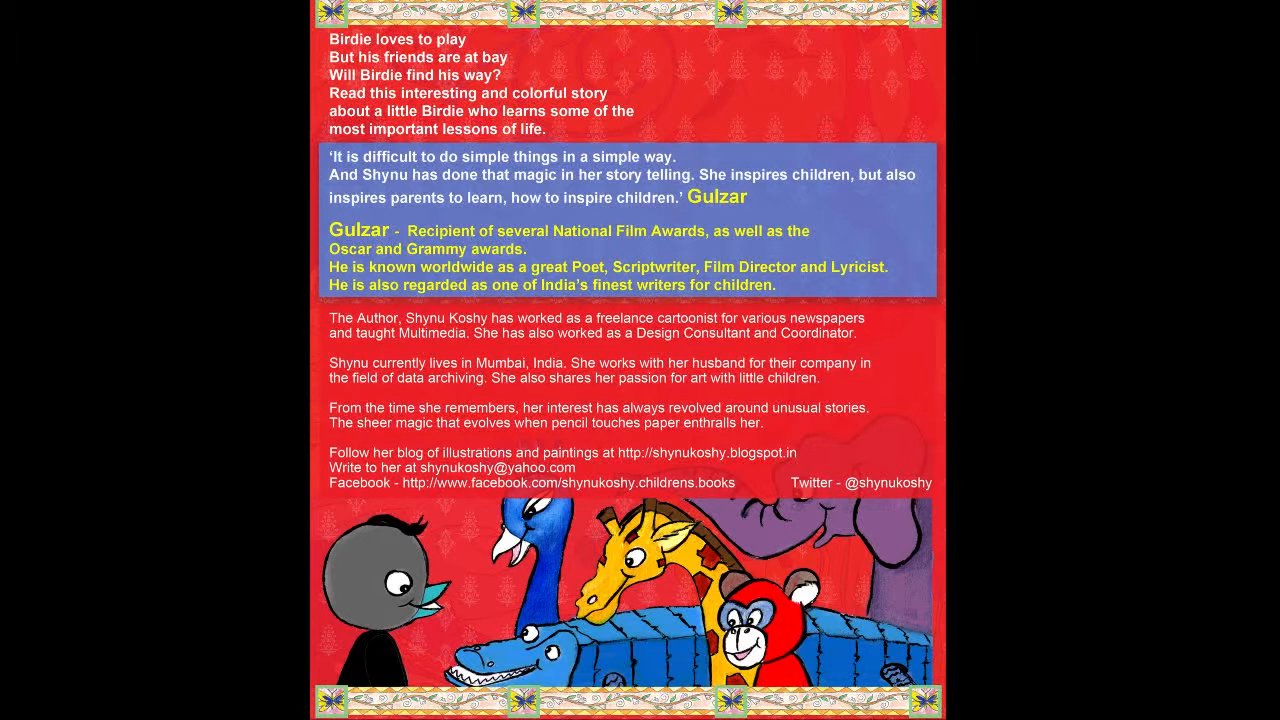 Birdie loves to play
But his friends are at bay
Will Birdie find his way?
Read this interesting and colorful story
about a little Birdie who learns some of the
most important lessons of life.
‘It is difficult to do simple things in a simple way.
And Shynu has done that magic in her story telling. She inspires children, but also
inspires parents to learn, how to inspire children.’ Gulzar
Gulzar - Recipient of several National Film Awards, as well as the
Oscar and Grammy awards.
He is known worldwide as a great Poet, Scriptwriter, Film Director and Lyricist.
He is also regarded as one of India’s finest writers for children.
The Author, Shynu Koshy has worked as a freelance cartoonist for various newspapers
and taught Multimedia. She has also worked as a Design Consultant and Coordinator.
Shynu currently lives in Mumbai, India. She works with her husband for their company in
the field of data archiving. She also shares her passion for art with little children.
From the time she remembers, her interest has always revolved around unusual stories.
The sheer magic that evolves when pencil touches paper enthralls her.
Follow her blog of illustrations and paintings at http://shynukoshy.blogspot.in
Write to her at shynukoshy@yahoo.com
Facebook - http://www.facebook.com/shynukoshy.childrens.books Twitter - @shynukoshy